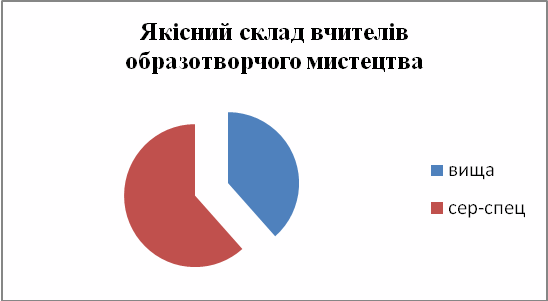 Якісний склад вчителів
образотворчого мистецтва
вища
сер-спец